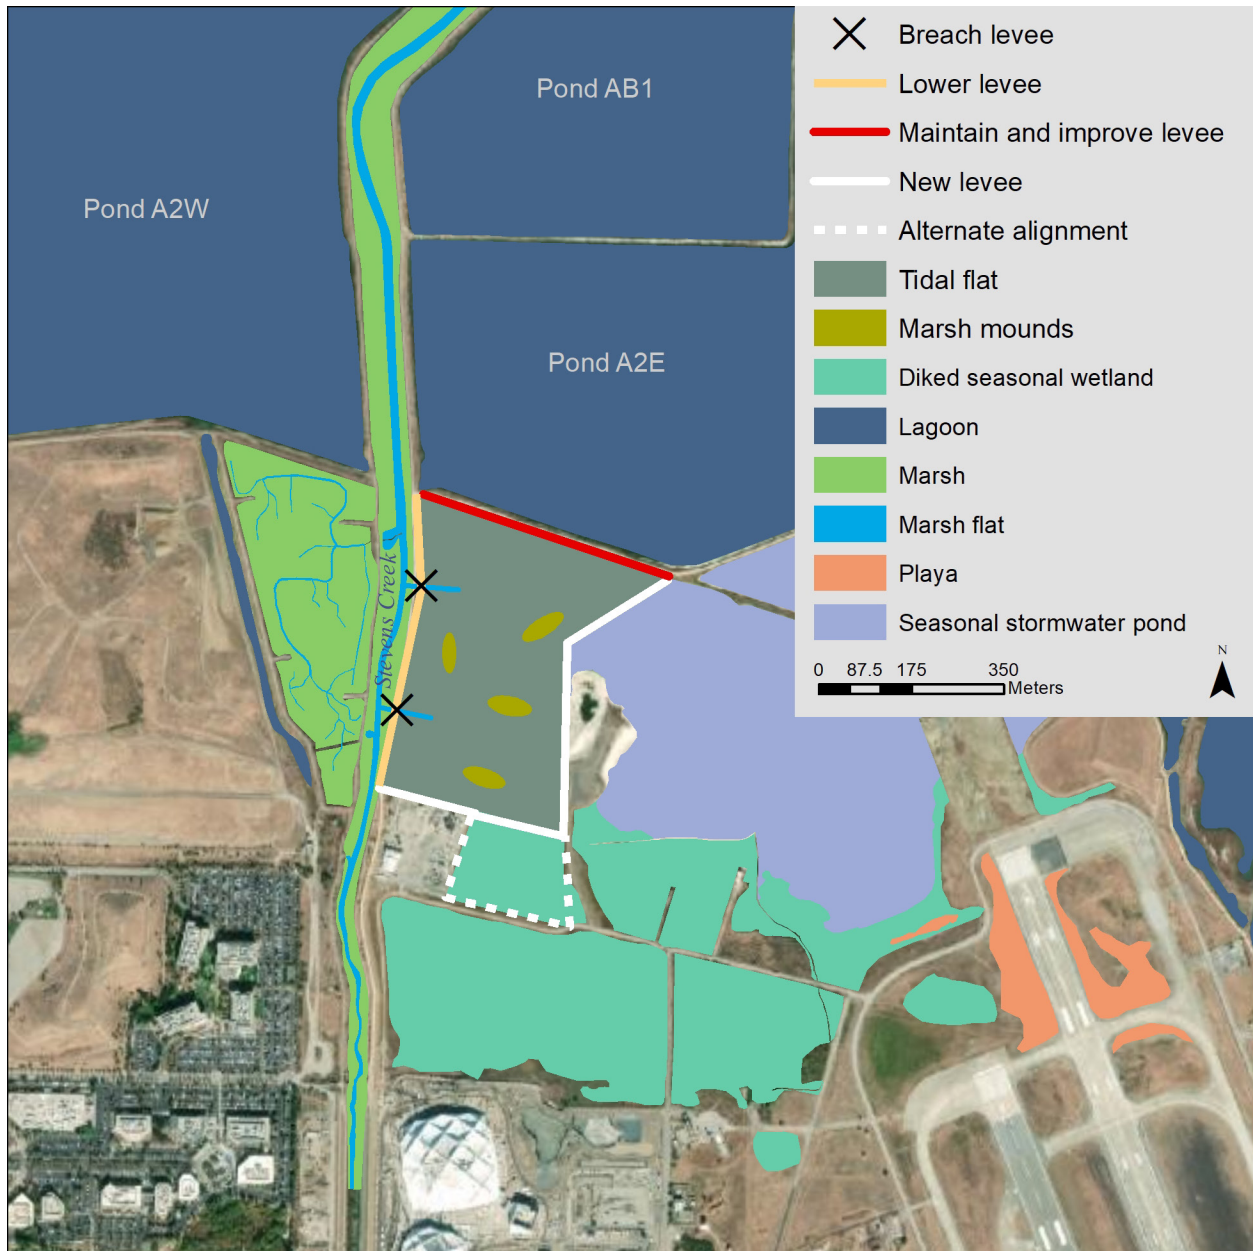 Pond AB1
Pond A2W
Pond A2E
Stevens Creek
Breach levee
Lower levee
Maintain and improve levee
New levee
Alternate alignment
Tidal flat
Marsh mounds
Diked seasonal wetland
Lagoon
Marsh
Marsh flat
Playa
Seasonal stormwater pond
0 87.5 175 350
Meters
N